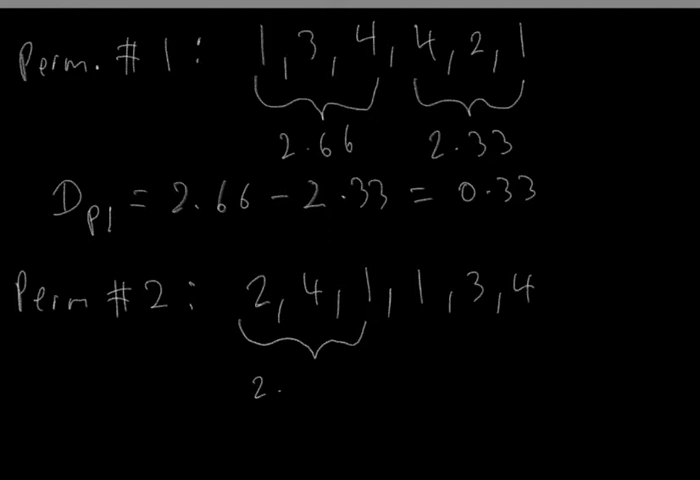 Perm. # 1 : 1, 3, 4, 4, 2, 1
2.66 2.33
D P1 = 2.66 - 2.33 = 0.33
Perm # 2 : 2, 4, 1, 1, 3, 4
2.